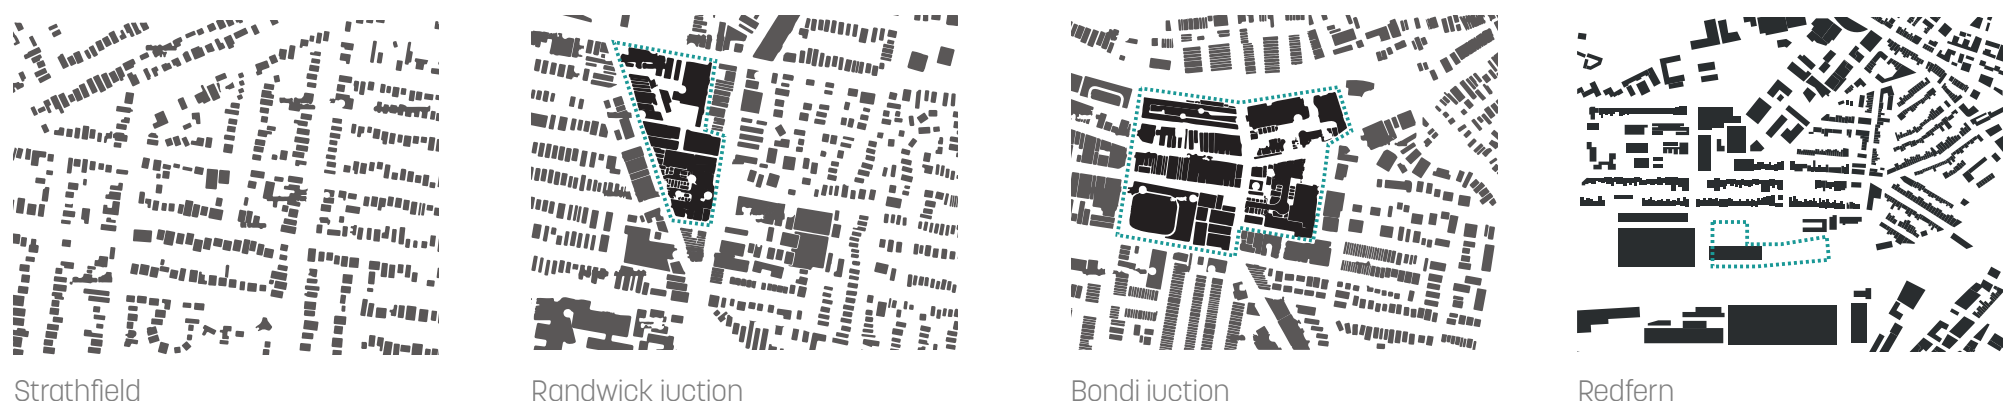 Strathfield
Randwick iuction
Bondi iuction
Redfern